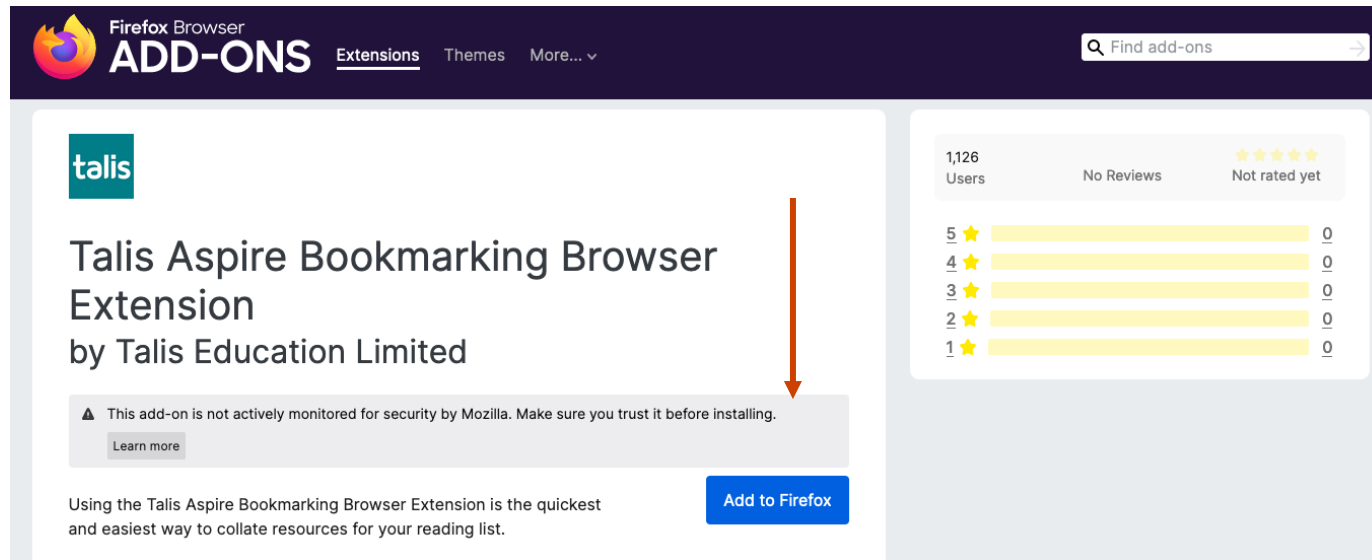 Firefox Browser
ADD-ONS
Extensions
Themes
More...
Find add-ons
talis
Talis Aspire Bookmarking Browser
Extension
by Talis Education Limited
This add-on is not actively monitored for security by Mozilla. Make sure you trust it before installing.
Learn more
Using the Talis Aspire Bookmarking Browser Extension is the quickest
and easiest way to collate resources for your reading list.
Add to Firefox
1,126
Users
No Reviews
Not rated yet
5 0
4 0
3 0
2 0
1 0